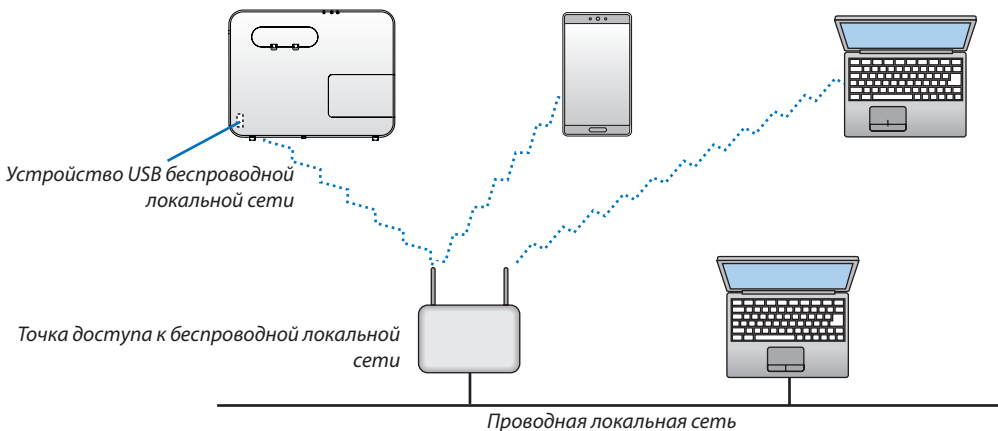 Устройство USB беспроводной
локальной сети
Точка доступа к беспроводной локальной
сети
Проводная локальная сеть